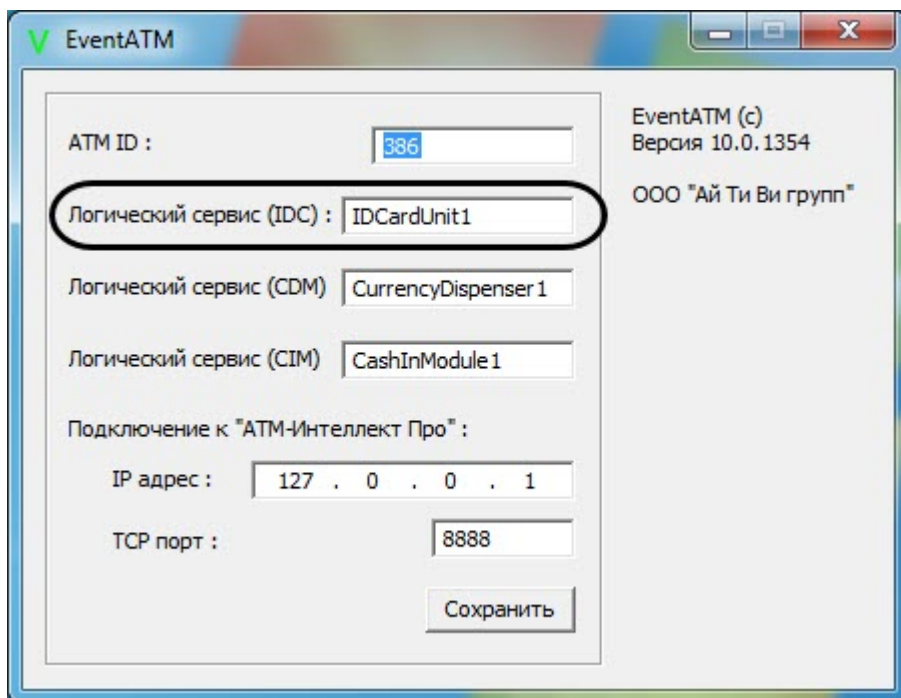 EventATM
ATM ID :
386
Логический сервис (IDC) :
IDCardUnit1
Логический сервис (CDM)
CurrencyDispenser1
Логический сервис (CIM)
CashInModule1
Подключение к "АТМ-Интеллект Про" :
IP адрес :
127 . 0 . 0 . 1
TCP порт :
8888
Сохранить
EventATM (c)
Версия 10.0.1354
ООО "Ай Ти Ви групп"